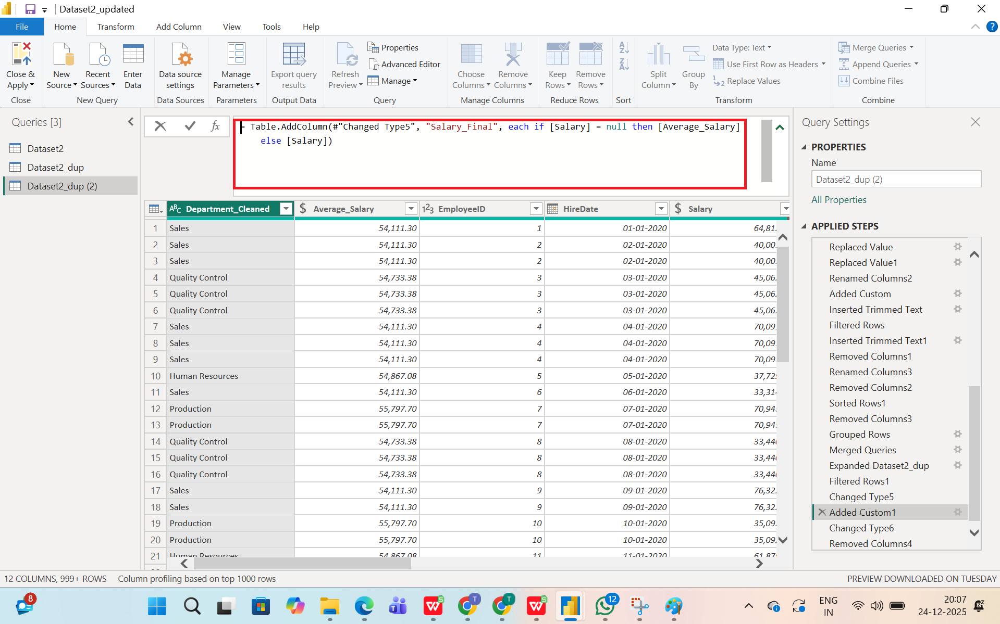 Dataset2_updated
File Home Transform Add Column View Tools Help
Close & Apply
New Source
Recent Sources
Enter Data
Data source settings
Manage Parameters
Export query results
Refresh Preview
Properties
Advanced Editor
Manage
Choose Columns
Remove Columns
Keep Rows
Remove Rows
Split Column
Group By
Data Type: Text
Use First Row as Headers
Replace Values
Merge Queries
Append Queries
Combine Files
Close New Query Data Sources Parameters Output Data Query Manage Columns Reduce Rows Sort Transform Combine
Queries [3]
Dataset2
Dataset2_dup
Dataset2_dup (2)
fx
= Table.AddColumn(#"Changed Type5", "Salary_Final", each if [Salary] = null then [Average_Salary]
else [Salary])
Department_Cleaned Average_Salary EmployeeID HireDate Salary
1 Sales 54,111.30 1 01-01-2020 64,81
2 Sales 54,111.30 2 02-01-2020 40,00
3 Sales 54,111.30 2 02-01-2020 40,00
4 Quality Control 54,733.38 3 03-01-2020 45,06
5 Quality Control 54,733.38 3 03-01-2020 45,06
6 Quality Control 54,733.38 3 03-01-2020 45,06
7 Sales 54,111.30 4 04-01-2020 70,09
8 Sales 54,111.30 4 04-01-2020 70,09
9 Sales 54,111.30 4 04-01-2020 70,09
10 Human Resources 54,867.08 5 05-01-2020 37,72
11 Sales 54,111.30 6 06-01-2020 33,31
12 Production 55,797.70 7 07-01-2020 70,94
13 Production 55,797.70 7 07-01-2020 70,94
14 Quality Control 54,733.38 8 08-01-2020 33,44
15 Quality Control 54,733.38 8 08-01-2020 33,44
16 Quality Control 54,733.38 8 08-01-2020 33,44
17 Sales 54,111.30 9 09-01-2020 76,32
18 Sales 54,111.30 9 09-01-2020 76,32
19 Production 55,797.70 10 10-01-2020 35,09
20 Production 55,797.70 10 10-01-2020 35,09
21 Human Resources 54,867.08 11 11-01-2020 61,87
Query Settings
PROPERTIES
Name
Dataset2_dup (2)
All Properties
APPLIED STEPS
Replaced Value
Replaced Value1
Renamed Columns2
Added Custom
Inserted Trimmed Text
Filtered Rows
Inserted Trimmed Text1
Removed Columns1
Renamed Columns3
Removed Columns2
Sorted Rows1
Removed Columns3
Grouped Rows
Merged Queries
Expanded Dataset2_dup
Filtered Rows1
Changed Type5
Added Custom1
Changed Type6
Removed Columns4
12 COLUMNS, 999+ ROWS Column profiling based on top 1000 rows
PREVIEW DOWNLOADED ON TUESDAY
8
12
ENG
IN
20:07
24-12-2025